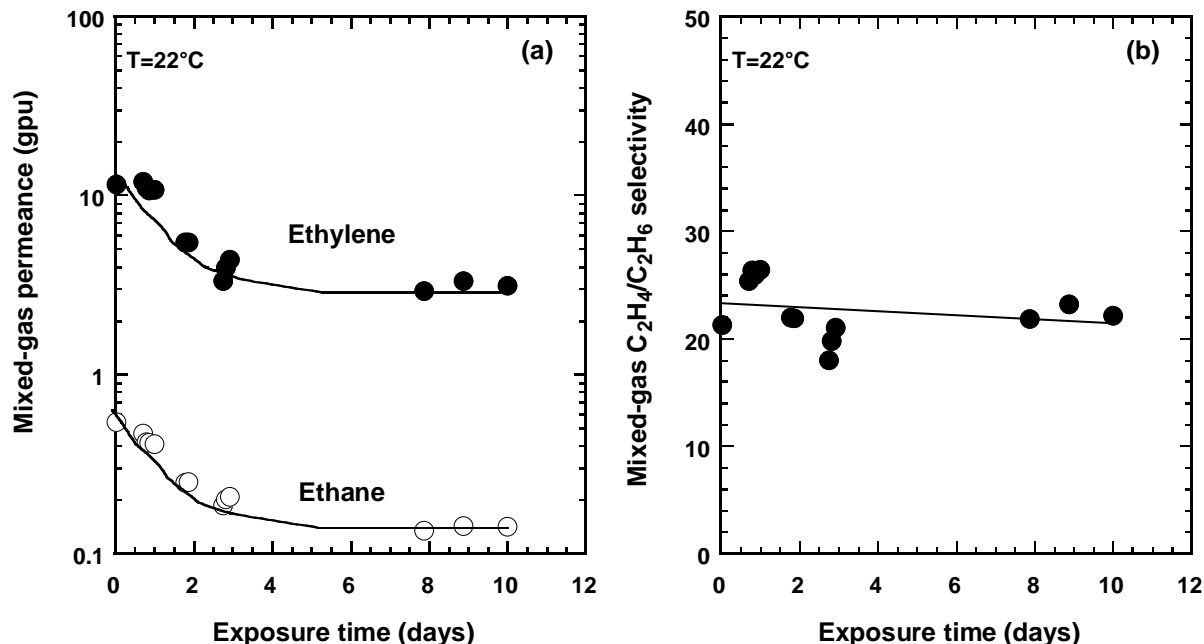 100
10
1
0.1
T=22°C
(a)
Ethylene
Ethane
0 2 4 6 8 10 12
Exposure time (days)
Mixed-gas permeance (gpu)
50
40
30
20
10
0
T=22°C
(b)
0 2 4 6 8 10 12
Exposure time (days)
Mixed-gas C₂H₄/C₂H₆ selectivity